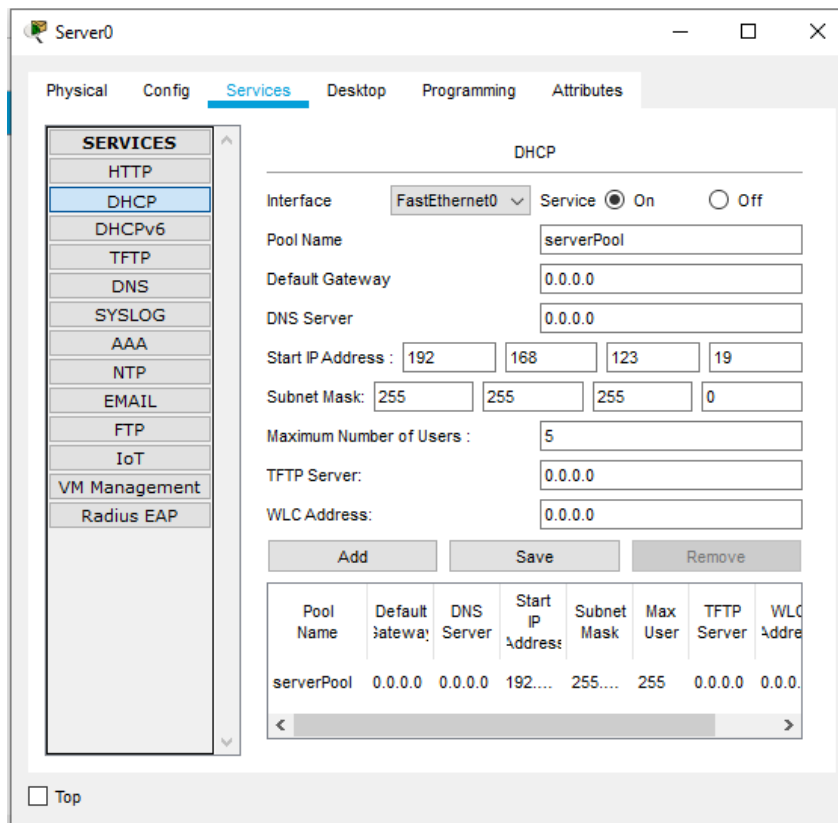 Server0
Physical Config Services Desktop Programming Attributes
SERVICES
HTTP
DHCP
DHCPv6
TFTP
DNS
SYSLOG
AAA
NTP
EMAIL
FTP
IoT
VM Management
Radius EAP
DHCP
Interface FastEthernet0 Service On Off
Pool Name serverPool
Default Gateway 0.0.0.0
DNS Server 0.0.0.0
Start IP Address : 192 168 123 19
Subnet Mask: 255 255 255 0
Maximum Number of Users : 5
TFTP Server: 0.0.0.0
WLC Address: 0.0.0.0
Add Save Remove
Pool Name Default Gateway DNS Server Start IP Address Subnet Mask Max User TFTP Server WLC Addre
serverPool 0.0.0.0 0.0.0.0 192.... 255.... 255 0.0.0.0 0.0.0.
Top